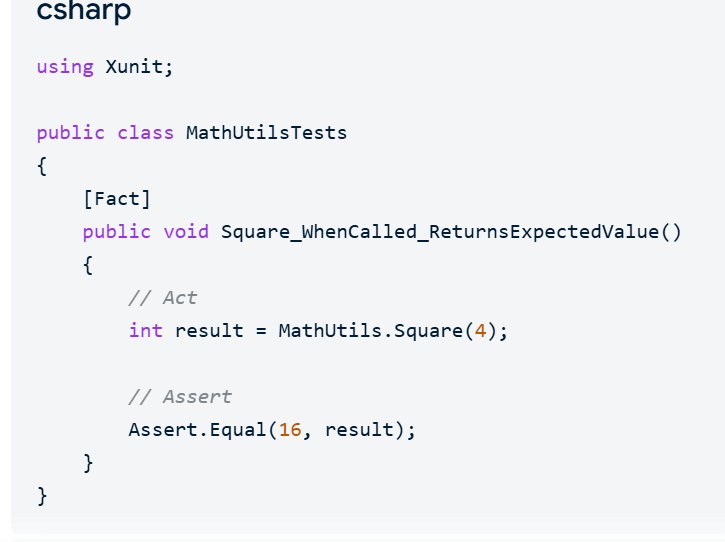 csharp
using Xunit;
public class MathUtilsTests
{
    [Fact]
    public void Square_WhenCalled_ReturnsExpectedValue()
    {
        // Act
        int result = MathUtils.Square(4);
        // Assert
        Assert.Equal(16, result);
    }
}